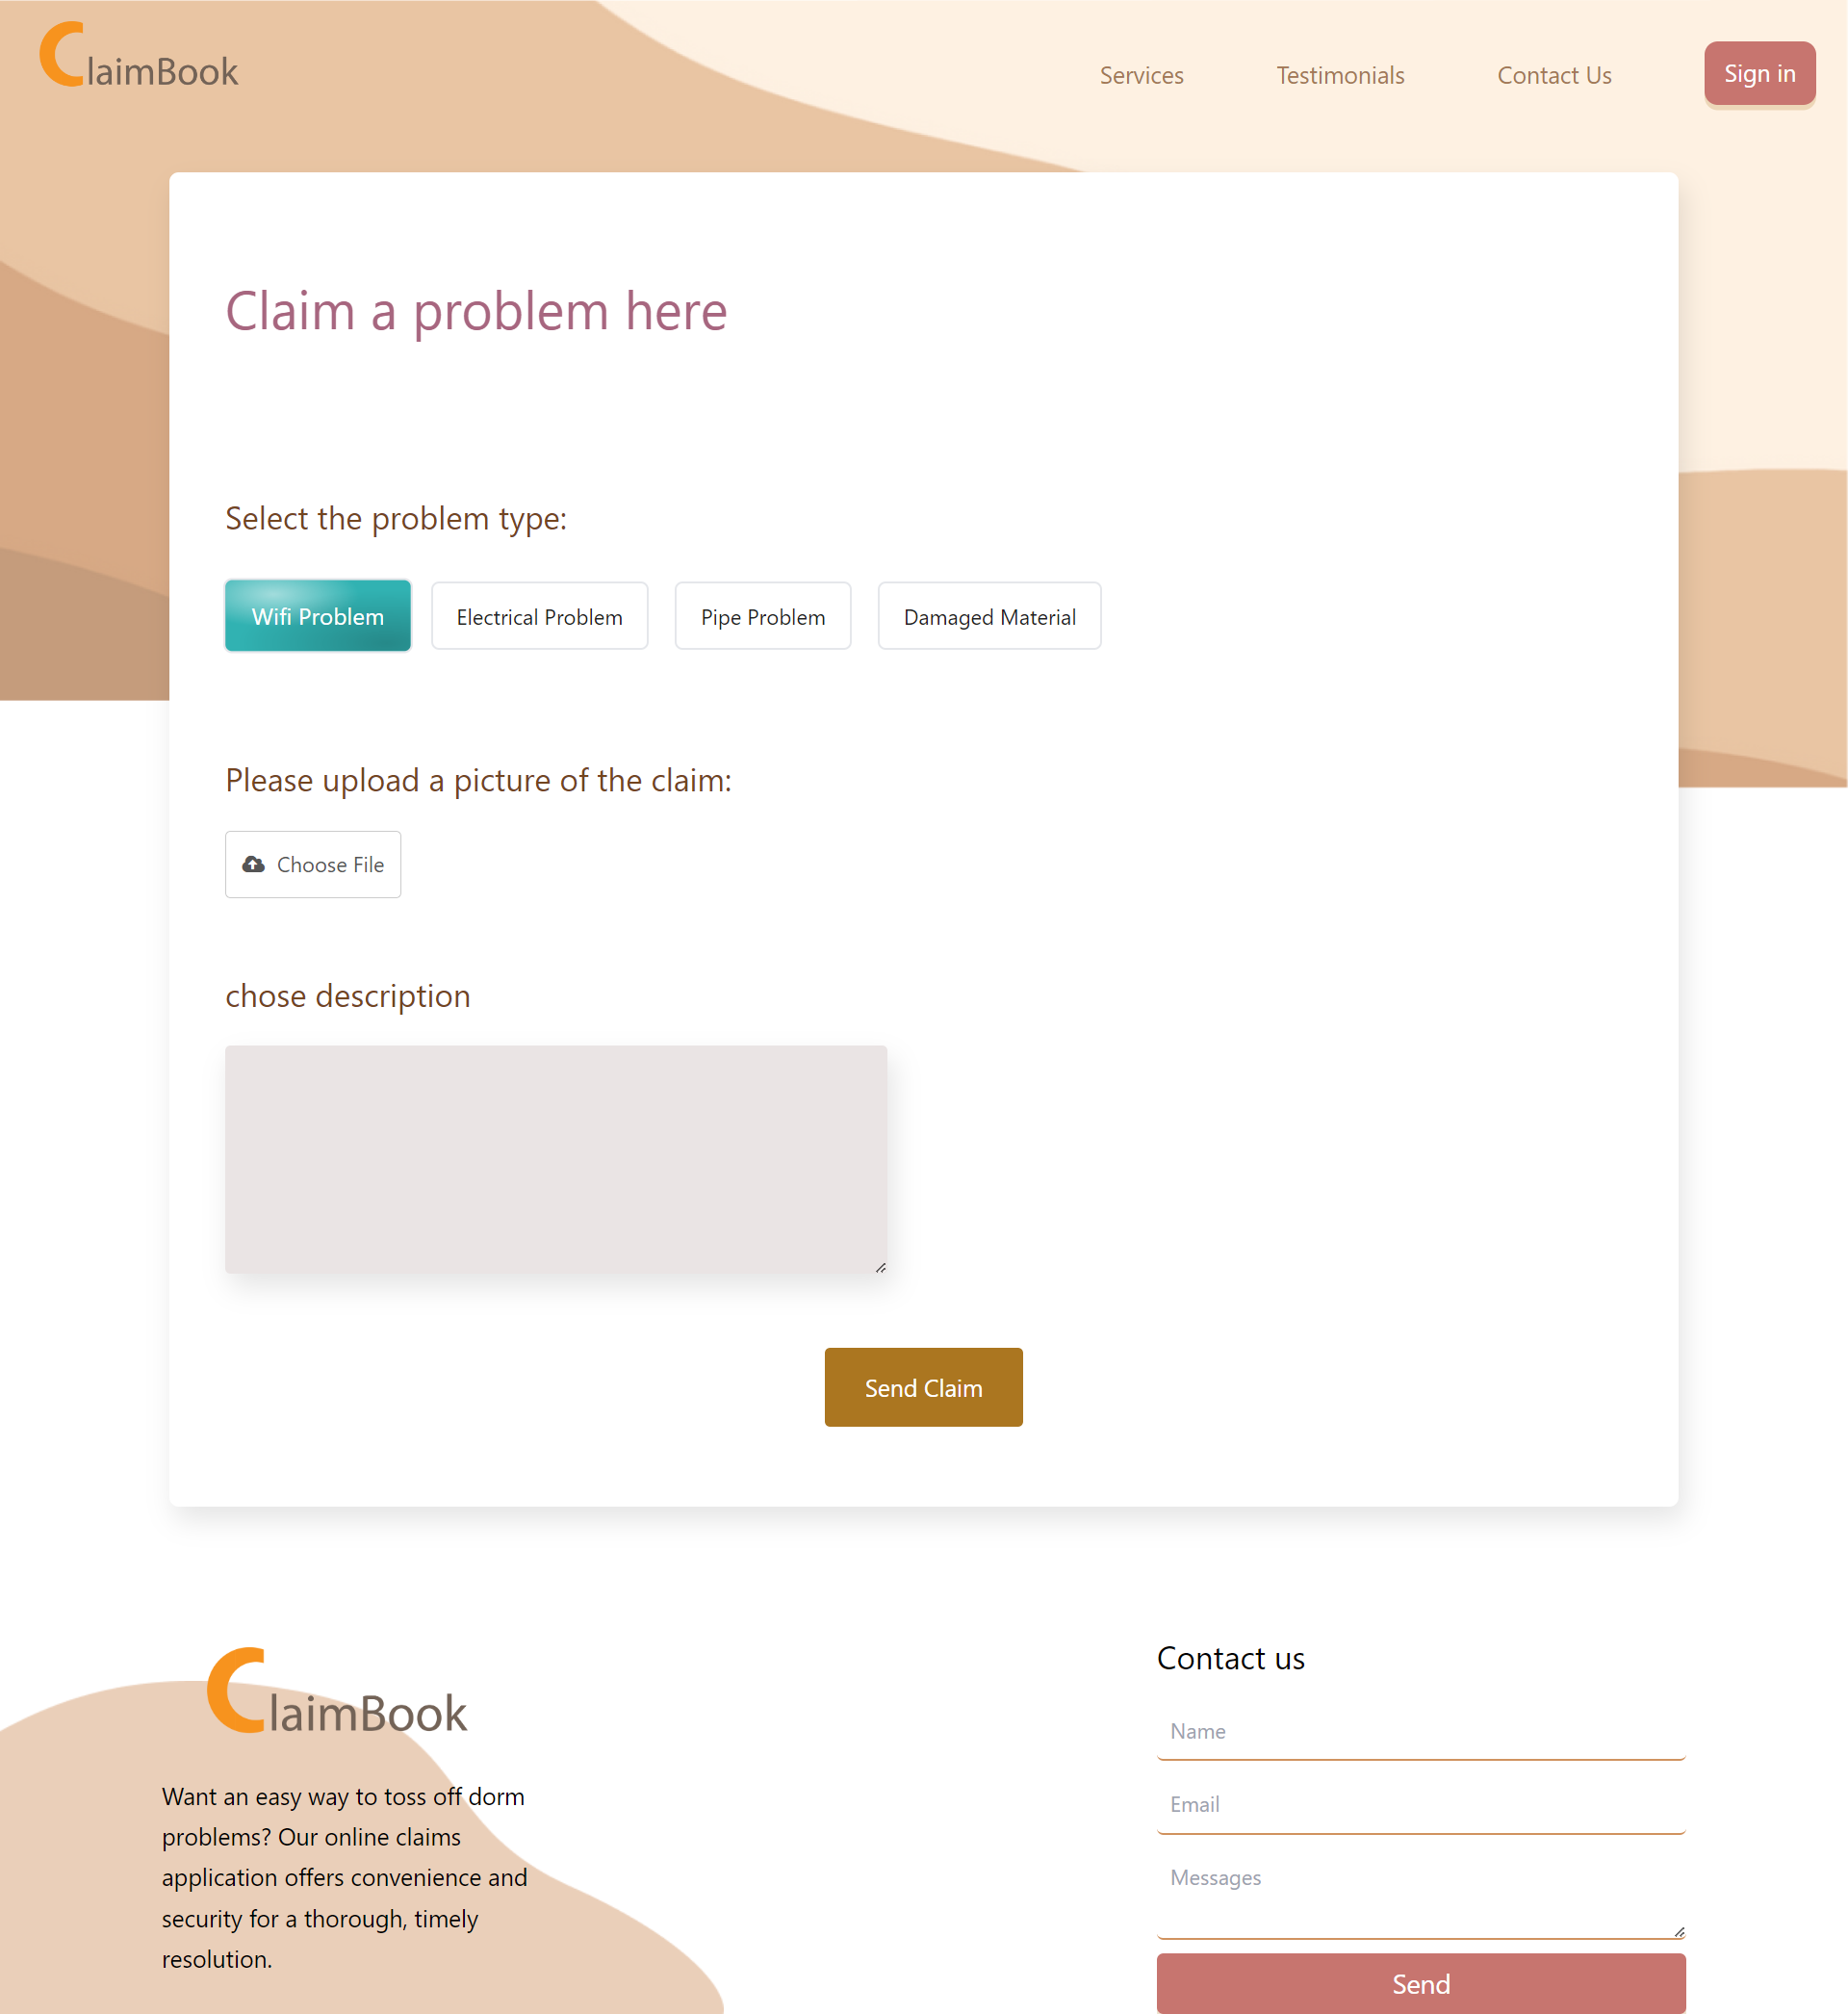 ClaimBook
Services Testimonials Contact Us Sign in
Claim a problem here
Select the problem type:
Wifi Problem Electrical Problem Pipe Problem Damaged Material
Please upload a picture of the claim:
Choose File
chose description
Send Claim
ClaimBook
Want an easy way to toss off dorm
problems? Our online claims
application offers convenience and
security for a thorough, timely
resolution.
Contact us
Name
Email
Messages
Send